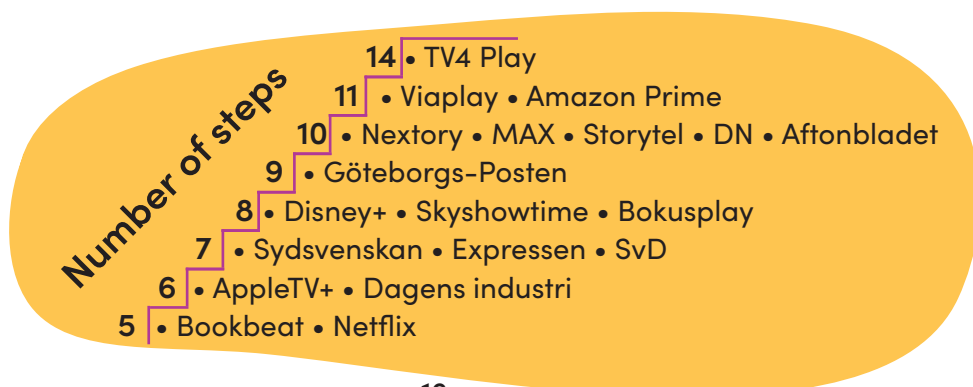 Number of steps
14 • TV4 Play
11 • Viaplay • Amazon Prime
10 • Nextory • MAX • Storytel • DN • Aftonbladet
9 • Göteborgs-Posten
8 • Disney+ • Skyshowtime • Bokusplay
7 • Sydsvenskan • Expressen • SvD
6 • AppleTV+ • Dagens industri
5 • Bookbeat • Netflix